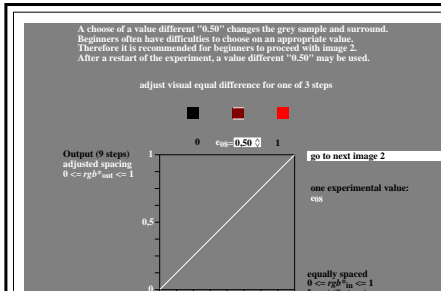 A choose of a value different "0.50" changes the grey sample and surround.
Beginners often have difficulties to choose on an appropriate value.
Therefore it is recommended for beginners to proceed with image 2.
After a restart of the experiment, a value different "0.50" may be used.
adjust visual equal difference for one of 3 steps
0 e0S=0,50 1
Output (9 steps)
adjusted spacing
0 <= rgb*out <= 1
1
go to next image 2
one experimental value:
e0S
0,5
equally spaced
0 <= rgb*in <= 1
0